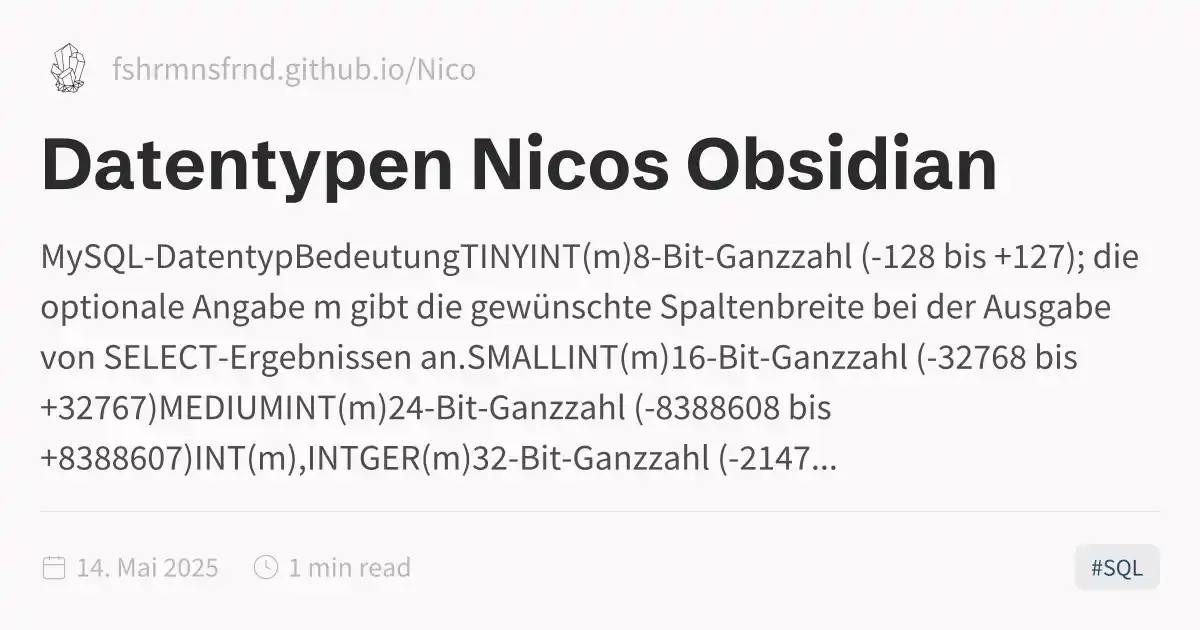 fshrmnsfrnd.github.io/Nico
Datentypen Nicos Obsidian
MySQL-DatentypBedeutungTINYINT(m)8-Bit-Ganzzahl (-128 bis +127); die
optionale Angabe m gibt die gewünschte Spaltenbreite bei der Ausgabe
von SELECT-Ergebnissen an.SMALLINT(m)16-Bit-Ganzzahl (-32768 bis
+32767)MEDIUMINT(m)24-Bit-Ganzzahl (-8388608 bis
+8388607)INT(m),INTGER(m)32-Bit-Ganzzahl (-2147...
14. Mai 2025 1 min read #SQL